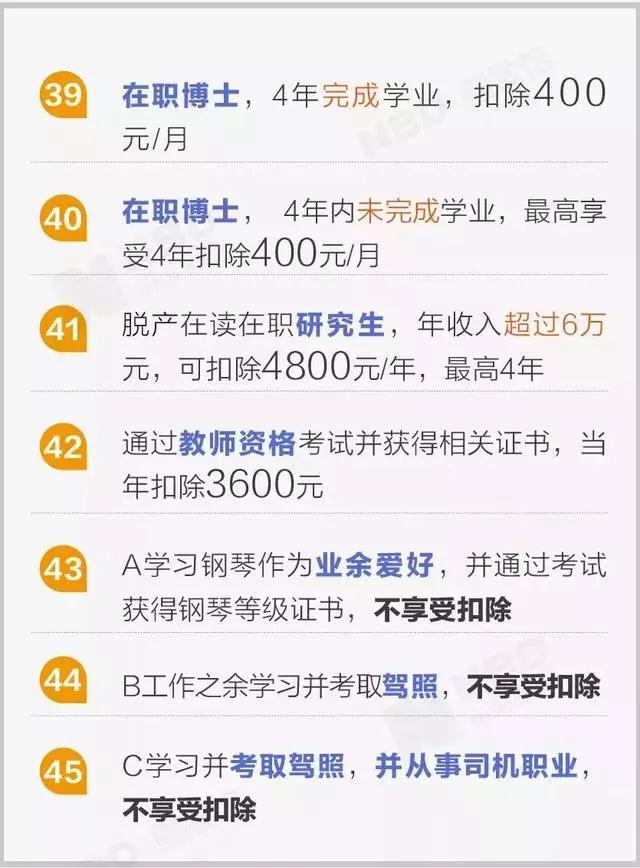 39
在职博士，4年完成学业，扣除400
元/月
40
在职博士， 4年内未完成学业，最高享
受4年扣除400元/月
41
脱产在读在职研究生，年收入超过6万
元，可扣除4800元/年，最高4年
42
通过教师资格考试并获得相关证书，当
年扣除3600元
43
A学习钢琴作为业余爱好，并通过考试
获得钢琴等级证书，不享受扣除
44
B工作之余学习并考取驾照，不享受扣除
45
C学习并考取驾照，并从事司机职业，
不享受扣除